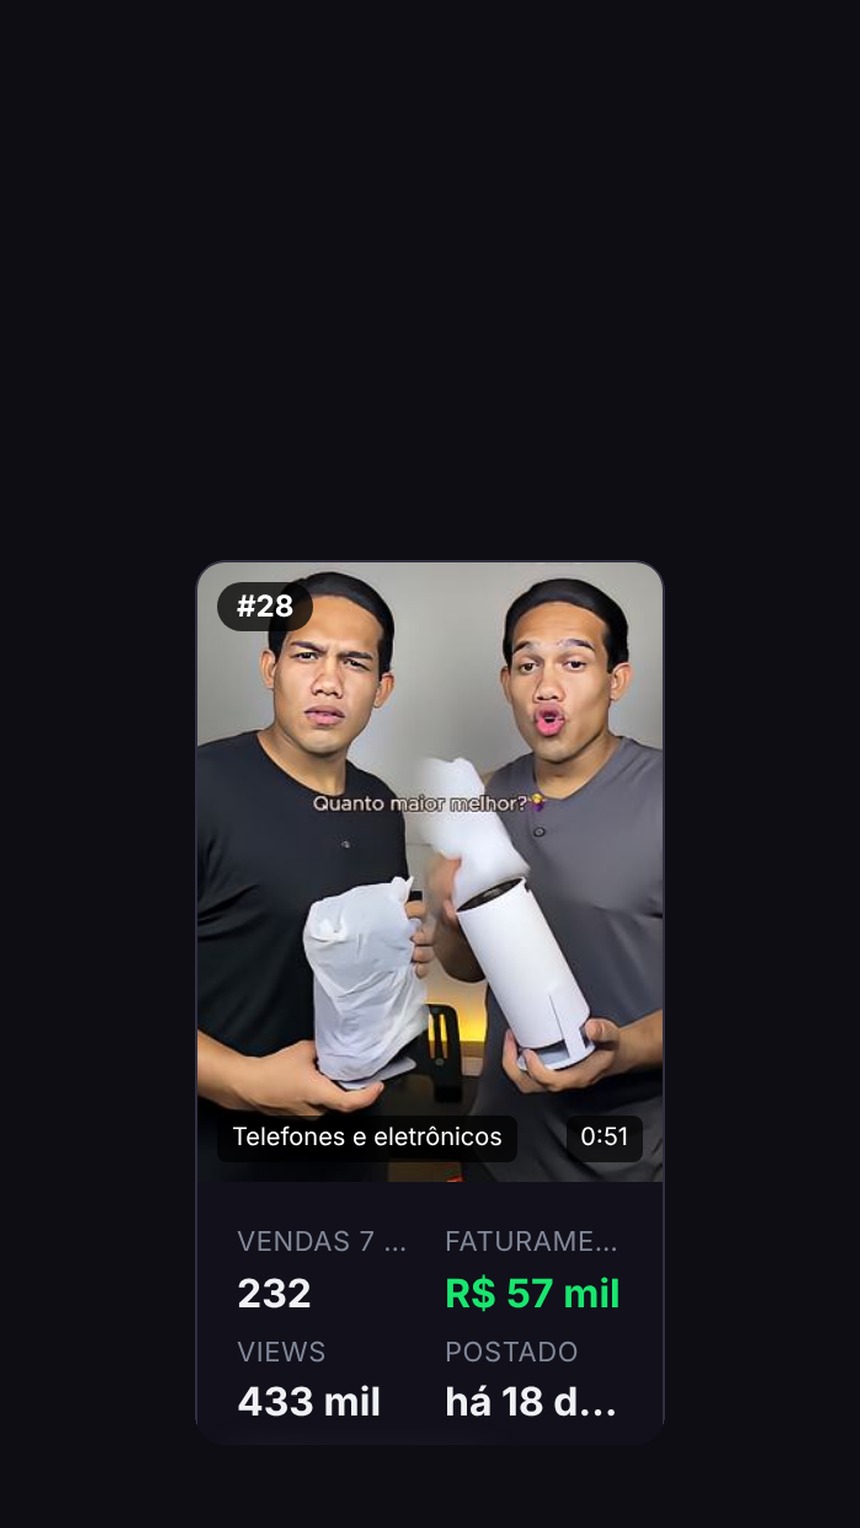 #28
Quanto maior melhor?🤷‍♀️
Telefones e eletrônicos
0:51
VENDAS 7 ...
FATURAME...
232
R$ 57 mil
VIEWS
POSTADO
433 mil
há 18 d...